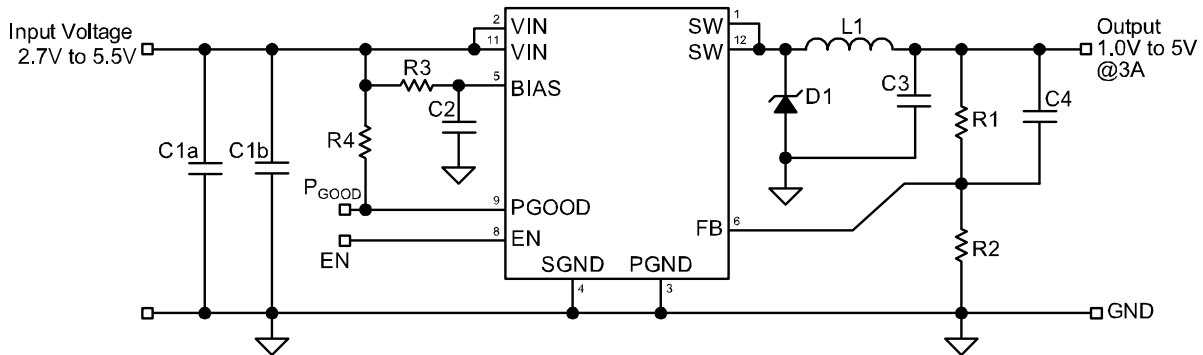 Input Voltage
2.7V to 5.5V
2
VIN
11
VIN
R3
5
BIAS
C2
R4
C1a
C1b
PGOOD
9
PGOOD
8
EN
EN
SGND
4
PGND
3
1
SW
12
SW
L1
D1
C3
R1
C4
FB
6
R2
Output
1.0V to 5V
@3A
GND